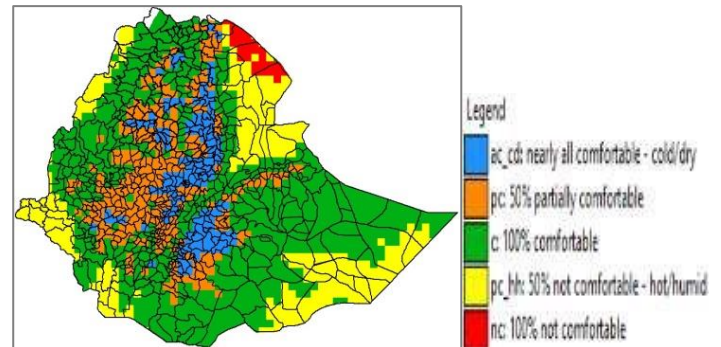 Legend
ac_cd: nearly all comfortable - cold/dry
pc: 50% partially comfortable
c: 100% comfortable
pc_hh: 50% not comfortable - hot/humid
nc: 100% not comfortable